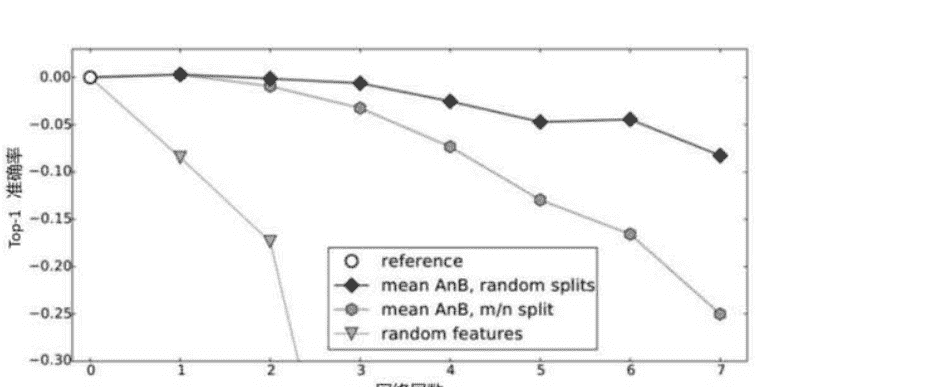 0.00
−0.05
−0.10
−0.15
−0.20
−0.25
−0.30
Top-1 准确率
reference
mean AnB, random splits
mean AnB, m/n split
random features
0 1 2 3 4 5 6 7